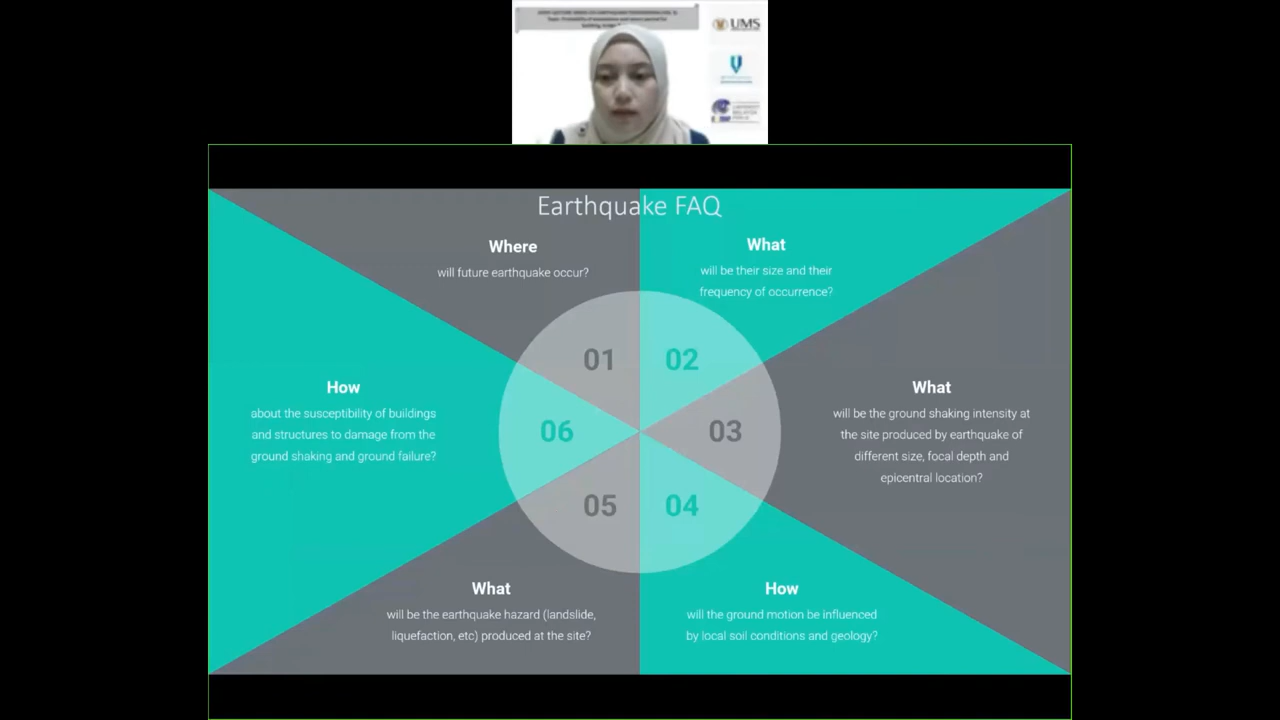 UMS
Earthquake FAQ
Where
will future earthquake occur?
What
will be their size and their
frequency of occurrence?
01
02
How
about the susceptibility of buildings
and structures to damage from the
ground shaking and ground failure?
06
03
What
will be the ground shaking intensity at
the site produced by earthquake of
different size, focal depth and
epicentral location?
05
04
What
will be the earthquake hazard (landslide,
liquefaction, etc) produced at the site?
How
will the ground motion be influenced
by local soil conditions and geology?